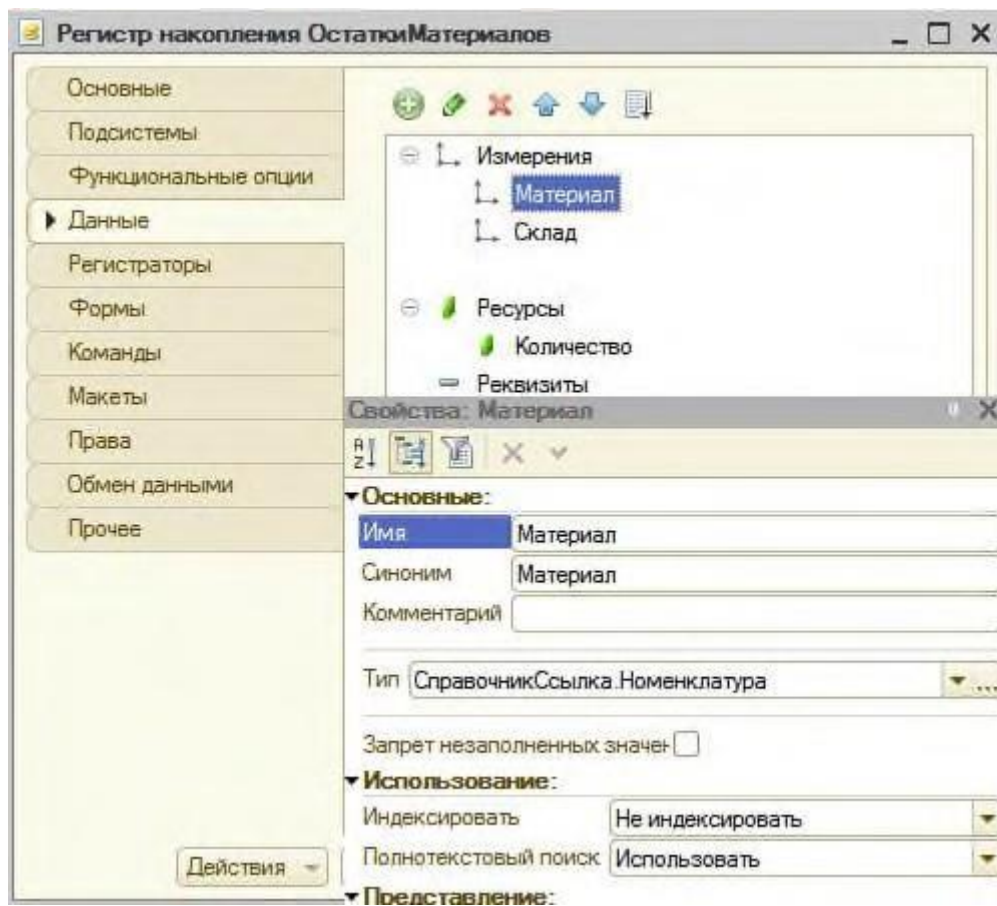 Регистр накопления ОстаткиМатериалов
Основные
Подсистемы
Функциональные опции
Данные
Регистраторы
Формы
Команды
Макеты
Права
Обмен данными
Прочее
Действия
Измерения
Материал
Склад
Ресурсы
Количество
Реквизиты
Свойства: Материал
Основные:
Имя Материал
Синоним Материал
Комментарий
Тип СправочникСсылка.Номенклатура ...
Запрет незаполненных значен
Использование:
Индексировать Не индексировать
Полнотекстовый поиск Использовать
Представление: